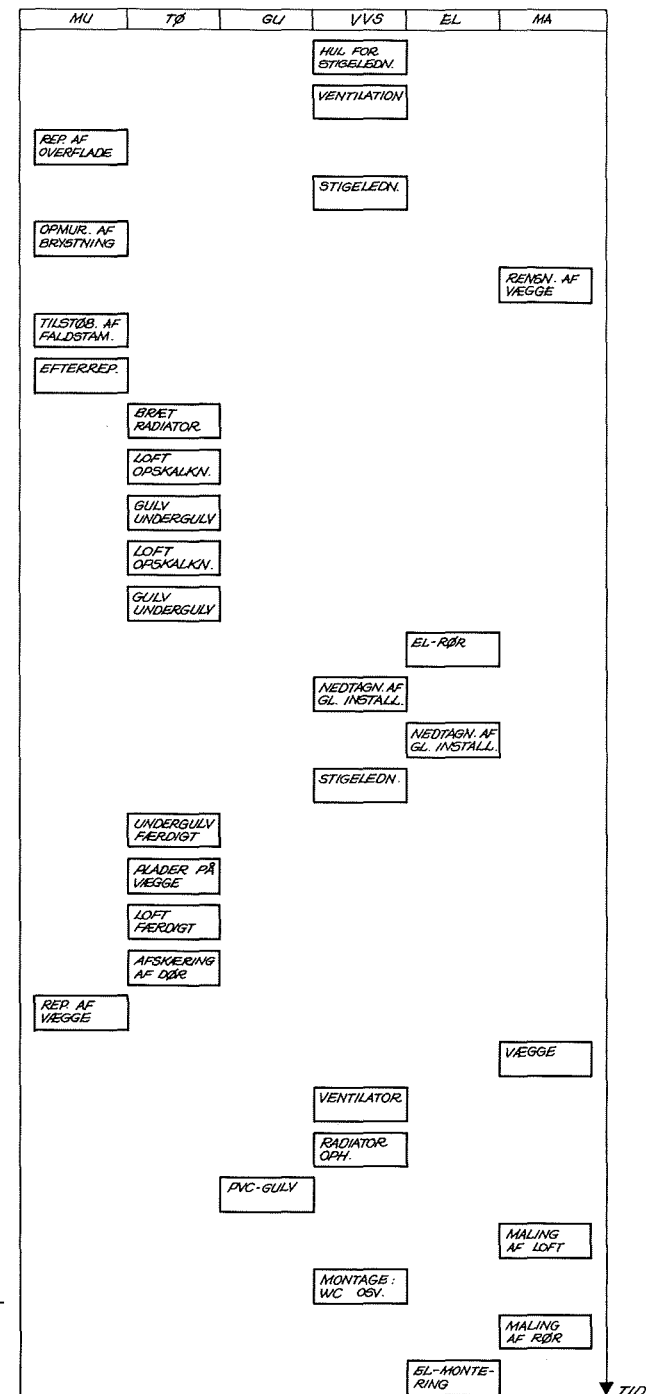 MU TØ GU VVS EL MA
HUL FOR
STIGELEDN.
VENTILATION
REP. AF
OVERFLADE
STIGELEDN.
OPMUR. AF
BRYSTNING
RENSN. AF
VÆGGE
TILSTØB. AF
FALDSTAM.
EFTERREP.
BRÆT
RADIATOR
LOFT
OPSKALKN.
GULV
UNDERGULV
LOFT
OPSKALKN.
GULV
UNDERGULV
EL-RØR
NEDTAGN. AF
GL. INSTALL.
NEDTAGN. AF
GL. INSTALL.
STIGELEDN.
UNDERGULV
FÆRDIGT
PLADER PÅ
VÆGGE
LOFT
FÆRDIGT
AFSKÆRING
AF DØR
REP. AF
VÆGGE
VÆGGE
VENTILATOR
RADIATOR
OPH.
PVC-GULV
MALING
AF LOFT
MONTAGE:
WC OSV.
MALING
AF RØR
EL-MONTE-
RING
TID